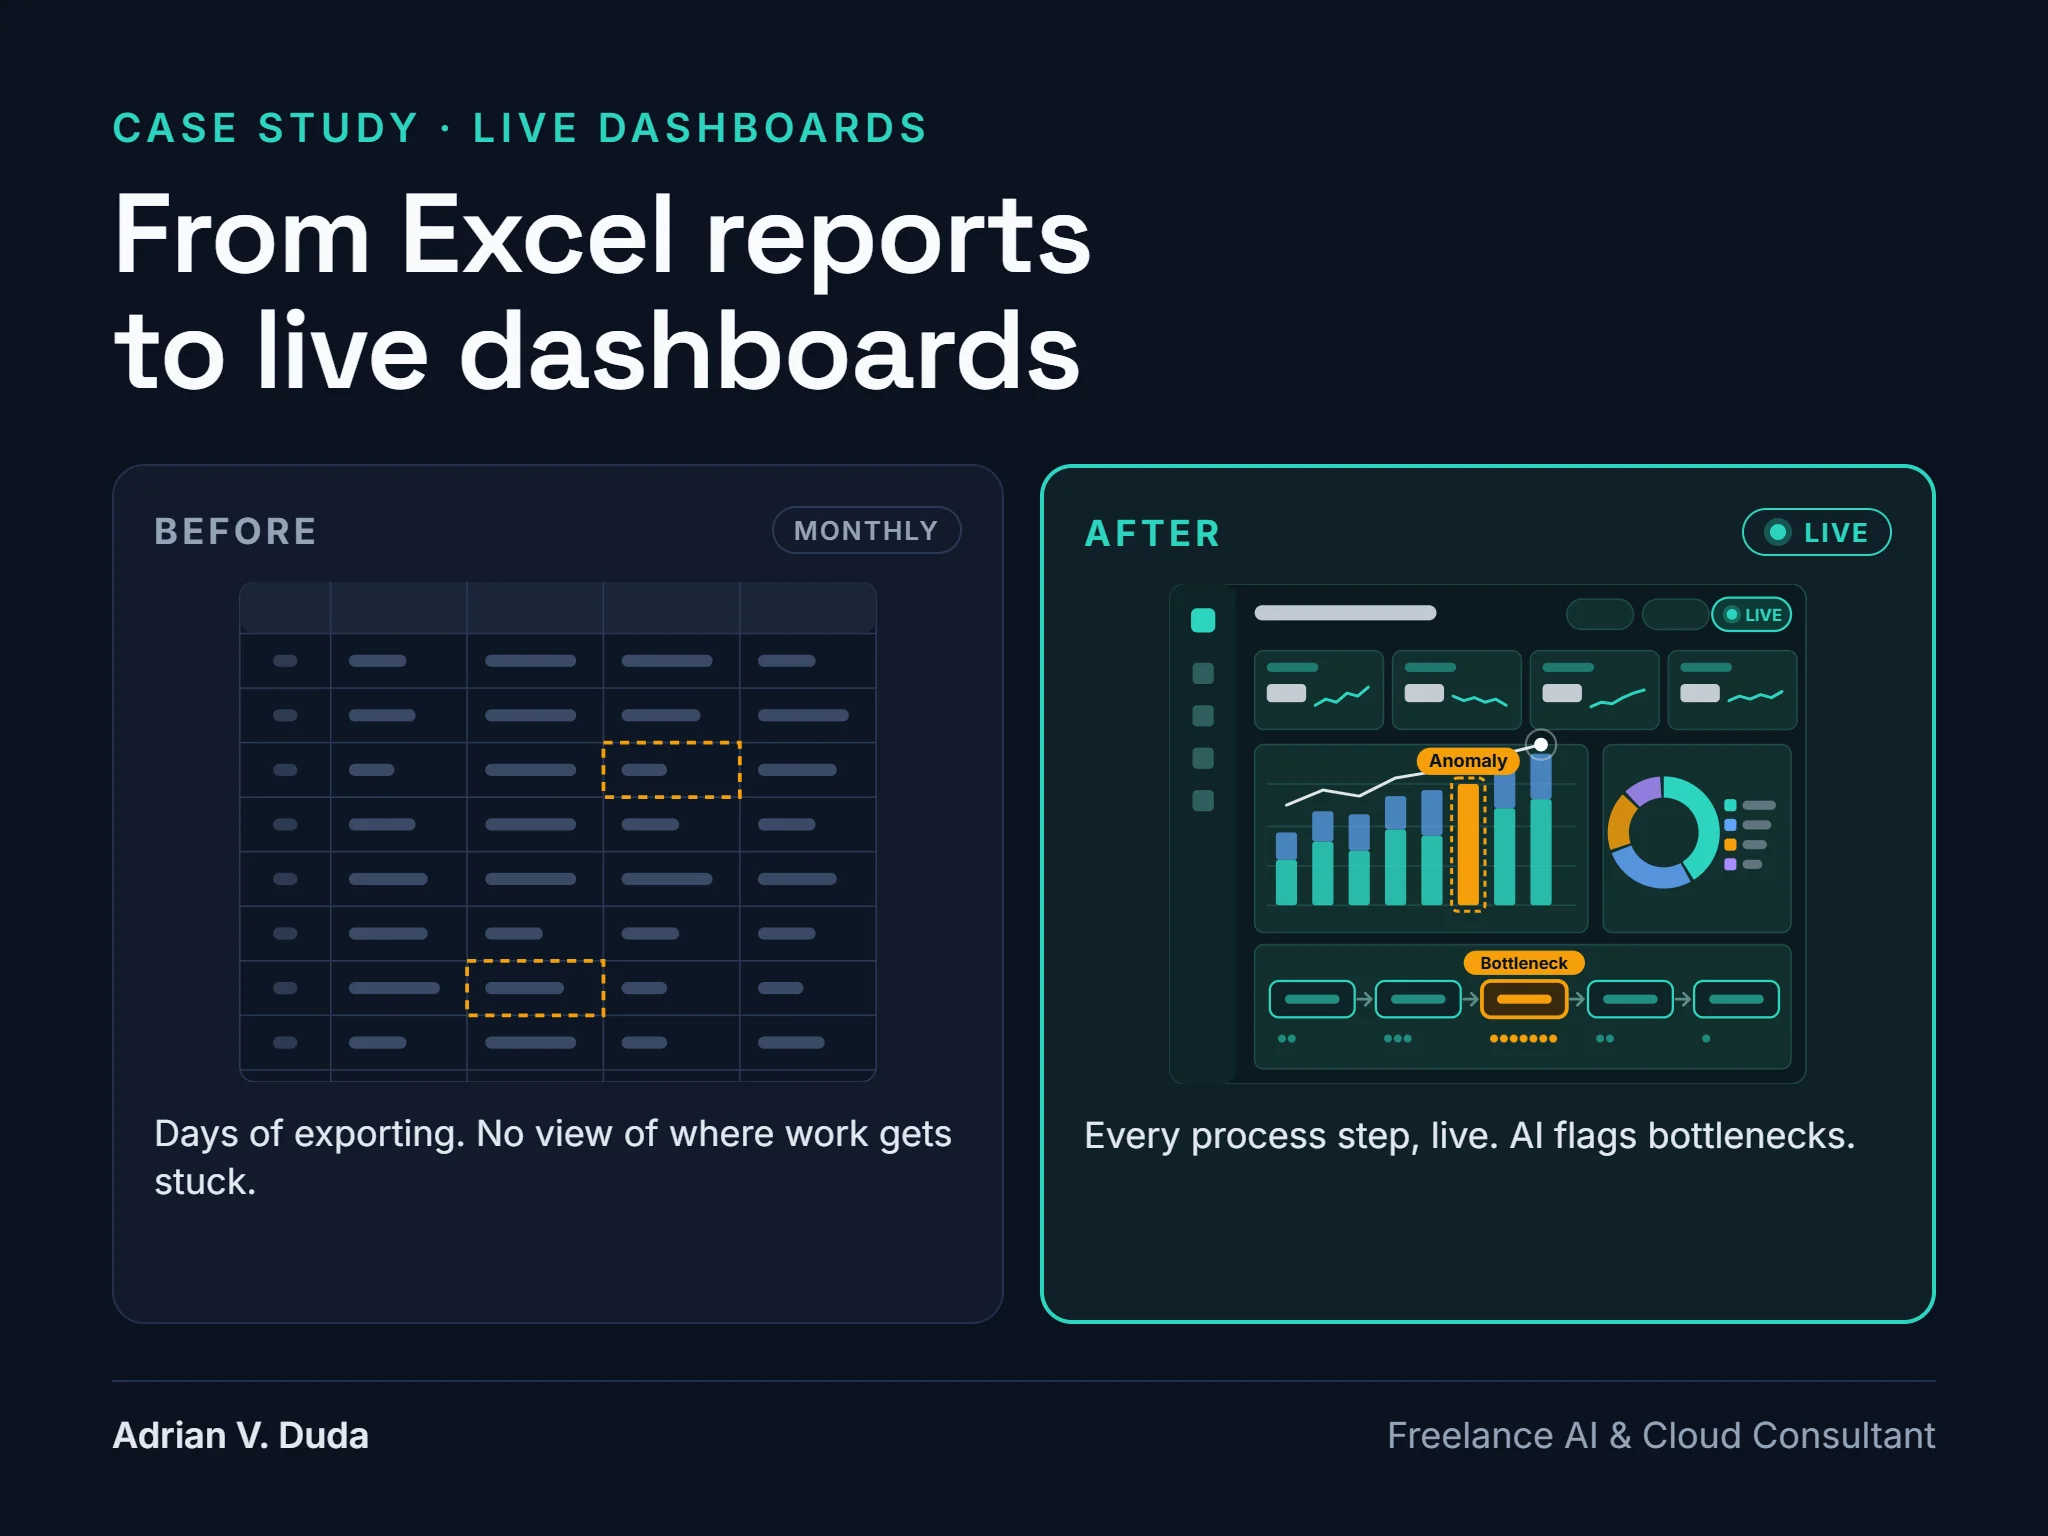 CASE STUDY · LIVE DASHBOARDS
From Excel reports
to live dashboards
BEFORE
MONTHLY
Days of exporting. No view of where work gets
stuck.
AFTER
LIVE
LIVE
Anomaly
Bottleneck
Every process step, live. AI flags bottlenecks.
Adrian V. Duda
Freelance AI & Cloud Consultant